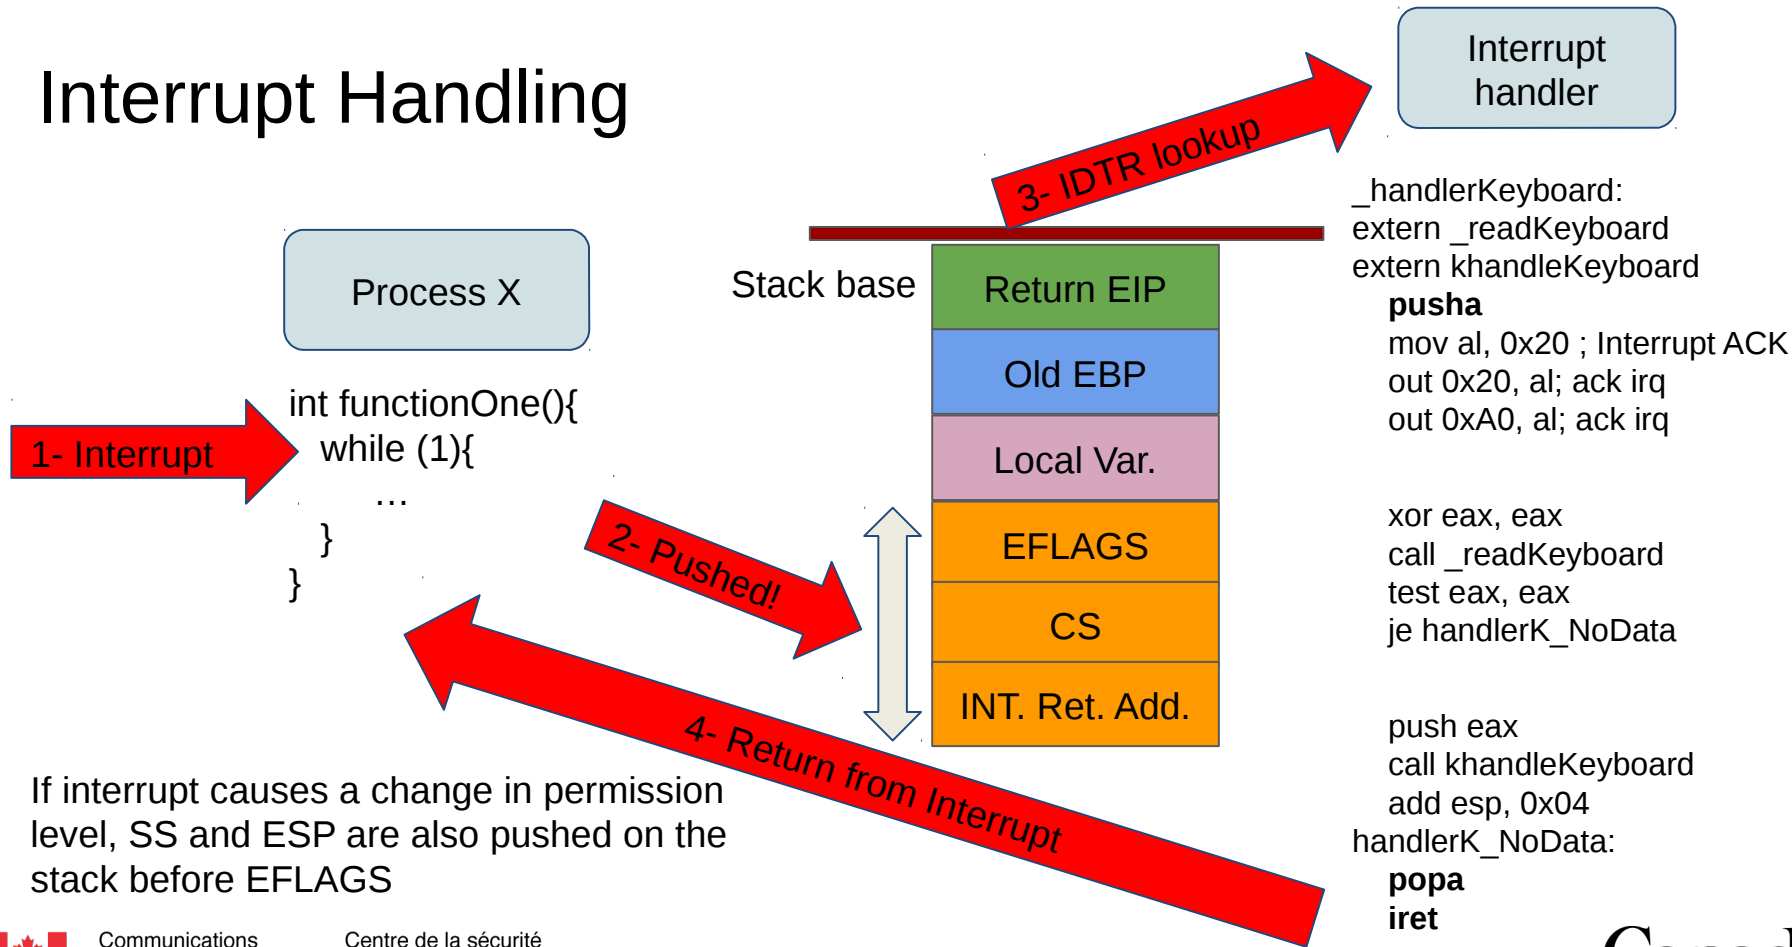 Interrupt Handling
Process X
1- Interrupt
int functionOne(){
while (1){
…
}
}
2- Pushed!
Stack base
Return EIP
Old EBP
Local Var.
EFLAGS
CS
INT. Ret. Add.
3- IDTR lookup
Interrupt
handler
_handlerKeyboard:
extern _readKeyboard
extern khandleKeyboard
pusha
mov al, 0x20 ; Interrupt ACK
out 0x20, al; ack irq
out 0xA0, al; ack irq
xor eax, eax
call _readKeyboard
test eax, eax
je handlerK_NoData
push eax
call khandleKeyboard
add esp, 0x04
handlerK_NoData:
popa
iret
4- Return from Interrupt
If interrupt causes a change in permission
level, SS and ESP are also pushed on the
stack before EFLAGS
Communications
Centre de la sécurité